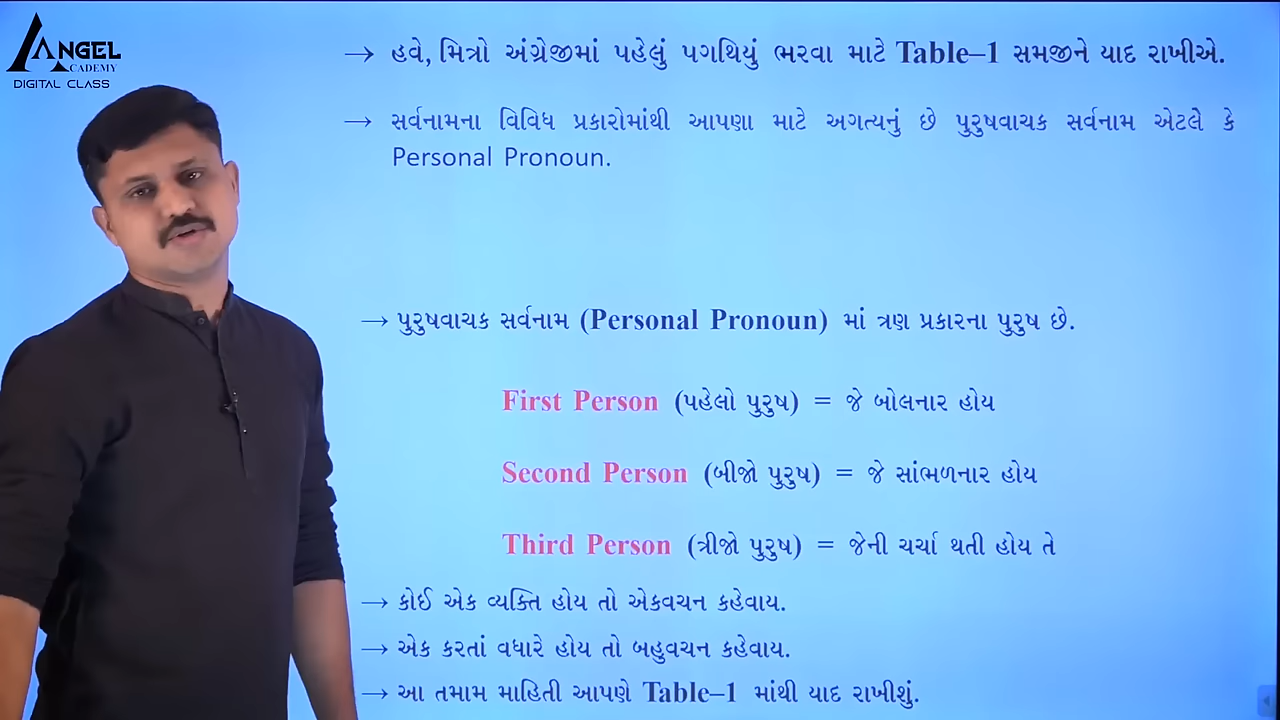 ANGEL
ACADEMY
DIGITAL CLASS
→ હવે, મિત્રો અંગ્રેજીમાં પહેલું પગથિયું ભરવા માટે Table–1 સમજીને યાદ રાખીએ.
→ સર્વનામના વિવિધ પ્રકારોમાંથી આપણા માટે અગત્યનું છે પુરુષવાચક સર્વનામ એટલે કે
Personal Pronoun.
→ પુરુષવાચક સર્વનામ (Personal Pronoun) માં ત્રણ પ્રકારના પુરુષ છે.
First Person (પહેલો પુરુષ) = જે બોલનાર હોય
Second Person (બીજો પુરુષ) = જે સાંભળનાર હોય
Third Person (ત્રીજો પુરુષ) = જેની ચર્ચા થતી હોય તે
→ કોઈ એક વ્યક્તિ હોય તો એકવચન કહેવાય.
→ એક કરતાં વધારે હોય તો બહુવચન કહેવાય.
→ આ તમામ માહિતી આપણે Table–1 માંથી યાદ રાખીશું.